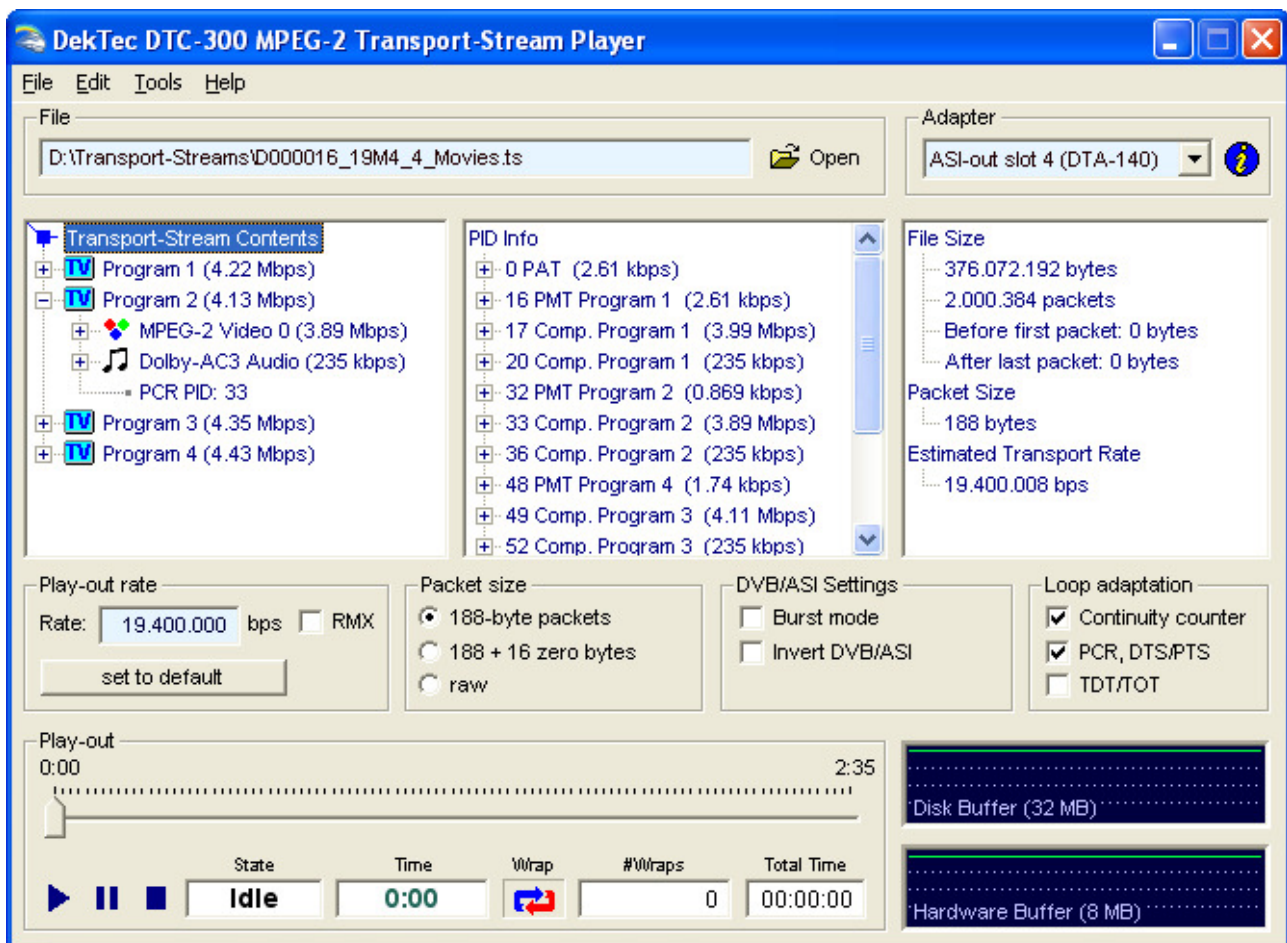 DekTec DTC-300 MPEG-2 Transport-Stream Player
File Edit Tools Help
File
D:\Transport-Streams\D000016_19M4_4_Movies.ts
Open
Adapter
ASI-out slot 4 (DTA-140)
Transport-Stream Contents
TV Program 1 (4.22 Mbps)
TV Program 2 (4.13 Mbps)
MPEG-2 Video 0 (3.89 Mbps)
Dolby-AC3 Audio (235 kbps)
PCR PID: 33
TV Program 3 (4.35 Mbps)
TV Program 4 (4.43 Mbps)
PID Info
0 PAT (2.61 kbps)
16 PMT Program 1 (2.61 kbps)
17 Comp. Program 1 (3.99 Mbps)
20 Comp. Program 1 (235 kbps)
32 PMT Program 2 (0.869 kbps)
33 Comp. Program 2 (3.89 Mbps)
36 Comp. Program 2 (235 kbps)
48 PMT Program 4 (1.74 kbps)
49 Comp. Program 3 (4.11 Mbps)
52 Comp. Program 3 (235 kbps)
File Size
376.072.192 bytes
2.000.384 packets
Before first packet: 0 bytes
After last packet: 0 bytes
Packet Size
188 bytes
Estimated Transport Rate
19.400.008 bps
Play-out rate
Rate: 19.400.000 bps RMX
set to default
Packet size
188-byte packets
188 + 16 zero bytes
raw
DVB/ASI Settings
Burst mode
Invert DVB/ASI
Loop adaptation
Continuity counter
PCR, DTS/PTS
TDT/TOT
Play-out
0:00 2:35
State Time Wrap #Wraps Total Time
Idle 0:00 0 00:00:00
Disk Buffer (32 MB)
Hardware Buffer (8 MB)